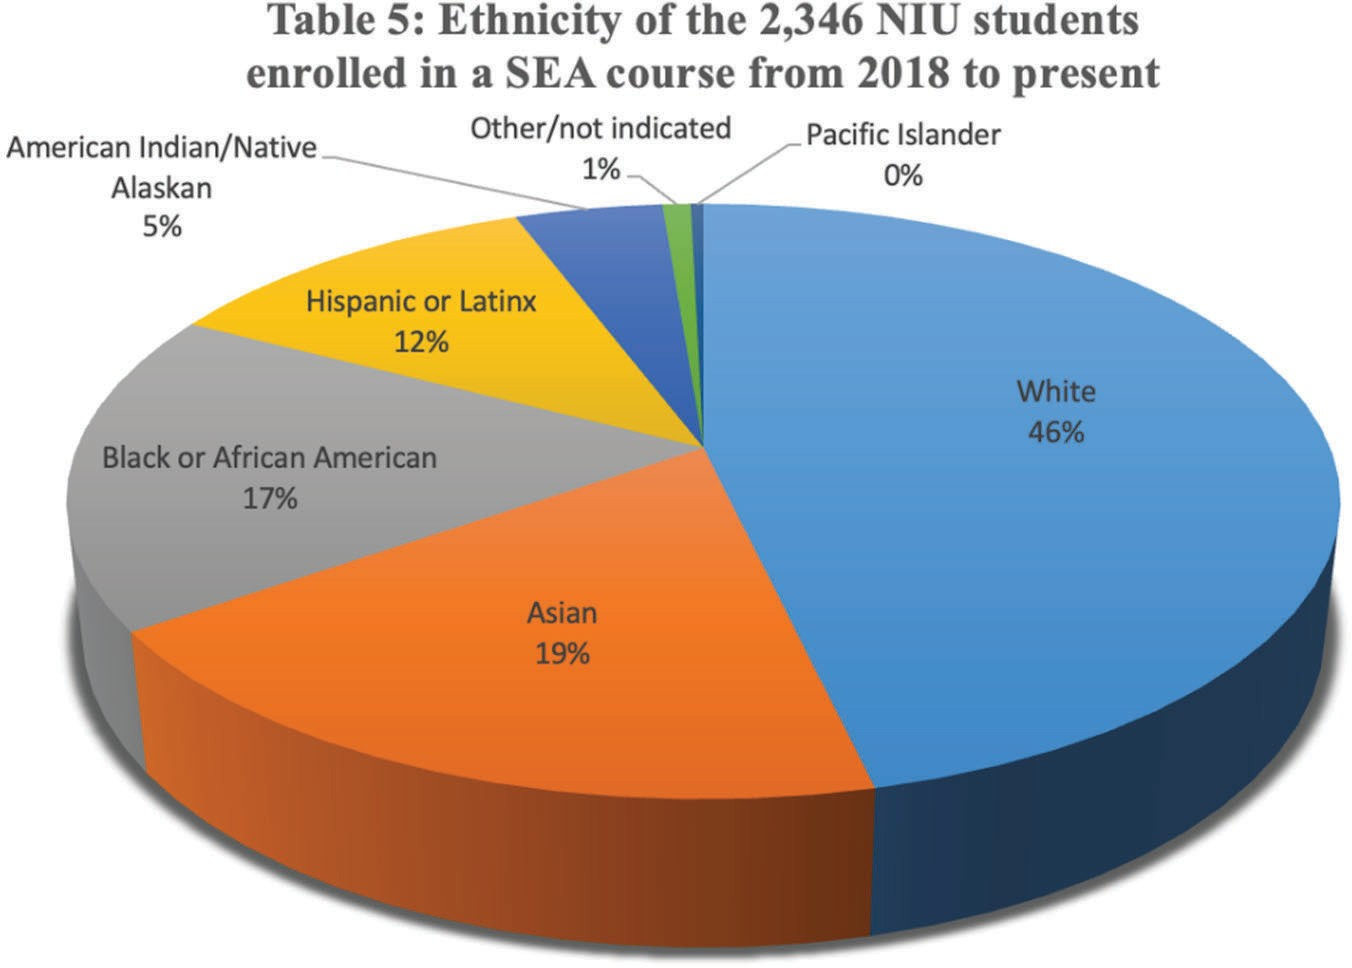 Table 5: Ethnicity of the 2,346 NIU students
enrolled in a SEA course from 2018 to present
American Indian/Native
Alaskan
5%
Other/not indicated
1%
Pacific Islander
0%
Hispanic or Latinx
12%
White
46%
Black or African American
17%
Asian
19%